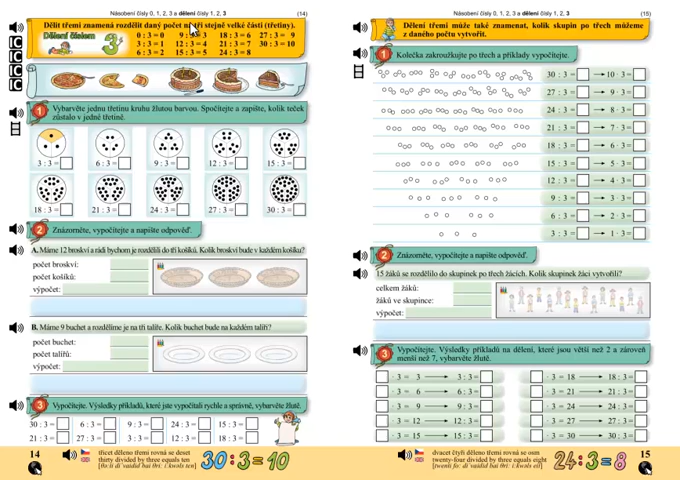 Násobení čísly 0, 1, 2, 3 a dělení čísly 1, 2, 3 (14)
Dělit třemi znamená rozdělit daný počet na tři stejně velké části (třetiny).
Dělení číslem 3
0 : 3 = 0 9 : 3 = 3 18 : 3 = 6 27 : 3 = 9
3 : 3 = 1 12 : 3 = 4 21 : 3 = 7 30 : 3 = 10
6 : 3 = 2 15 : 3 = 5 24 : 3 = 8
1 Vybarvěte jednu třetinu kruhu žlutou barvou. Spočítejte a zapište, kolik teček
zůstalo v jedné třetině.
3 : 3 = 6 : 3 = 9 : 3 = 12 : 3 = 15 : 3 =
18 : 3 = 21 : 3 = 24 : 3 = 27 : 3 = 30 : 3 =
2 Znázorněte, vypočítejte a napište odpověď.
A. Máme 12 broskví a rádi bychom je rozdělili do tří košíků. Kolik broskví bude v každém košíku?
počet broskví:
počet košíků:
výpočet:
B. Máme 9 buchet a rozdělíme je na tři talíře. Kolik buchet bude na každém talíři?
počet buchet:
počet talířů:
výpočet:
3 Vypočítejte. Výsledky příkladů, které jste vypočítali rychle a správně, vybarvěte žlutě.
30 : 3 = 6 : 3 = 9 : 3 = 24 : 3 = 15 : 3 =
21 : 3 = 27 : 3 = 3 : 3 = 12 : 3 = 18 : 3 =
14
třicet děleno třemi rovná se deset
thirty divided by three equals ten
30 : 3 = 10
Násobení čísly 0, 1, 2, 3 a dělení čísly 1, 2, 3 (15)
Dělení třemi může také znamenat, kolik skupin po třech můžeme
z daného počtu vytvořit.
1 Kolečka zakroužkujte po třech a příklady vypočítejte.
30 : 3 = → 10 · 3 =
27 : 3 = → 9 · 3 =
24 : 3 = → 8 · 3 =
21 : 3 = → 7 · 3 =
18 : 3 = → 6 · 3 =
15 : 3 = → 5 · 3 =
12 : 3 = → 4 · 3 =
9 : 3 = → 3 · 3 =
6 : 3 = → 2 · 3 =
3 : 3 = → 1 · 3 =
2 Znázorněte, vypočítejte a napište odpověď.
15 žáků se rozdělilo do skupinek po třech žácích. Kolik skupinek žáci vytvořili?
celkem žáků:
žáků ve skupince:
výpočet:
3 Vypočítejte. Výsledky příkladů na dělení, které jsou větší než 2 a zároveň
menší než 7, vybarvěte žlutě.
· 3 = 3 → 3 : 3 = · 3 = 18 → 18 : 3 =
· 3 = 6 → 6 : 3 = · 3 = 21 → 21 : 3 =
· 3 = 9 → 9 : 3 = · 3 = 24 → 24 : 3 =
· 3 = 12 → 12 : 3 = · 3 = 27 → 27 : 3 =
· 3 = 15 → 15 : 3 = · 3 = 30 → 30 : 3 =
dvacet čtyři děleno třemi rovná se osm
twenty-four divided by three equals eight
24 : 3 = 8
15